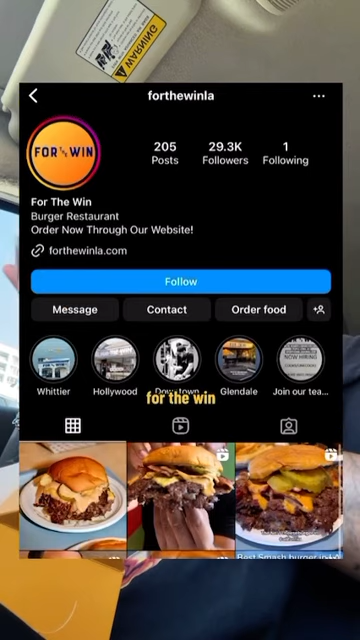 WARNING
forthewinla
FOR THE WIN
205
Posts
29.3K
Followers
1
Following
For The Win
Burger Restaurant
Order Now Through Our Website!
forthewinla.com
Follow
Message
Contact
Order food
Whittier
Hollywood
Glendale
Join our tea...
NOW HIRING
for the win
Best Smash burger in